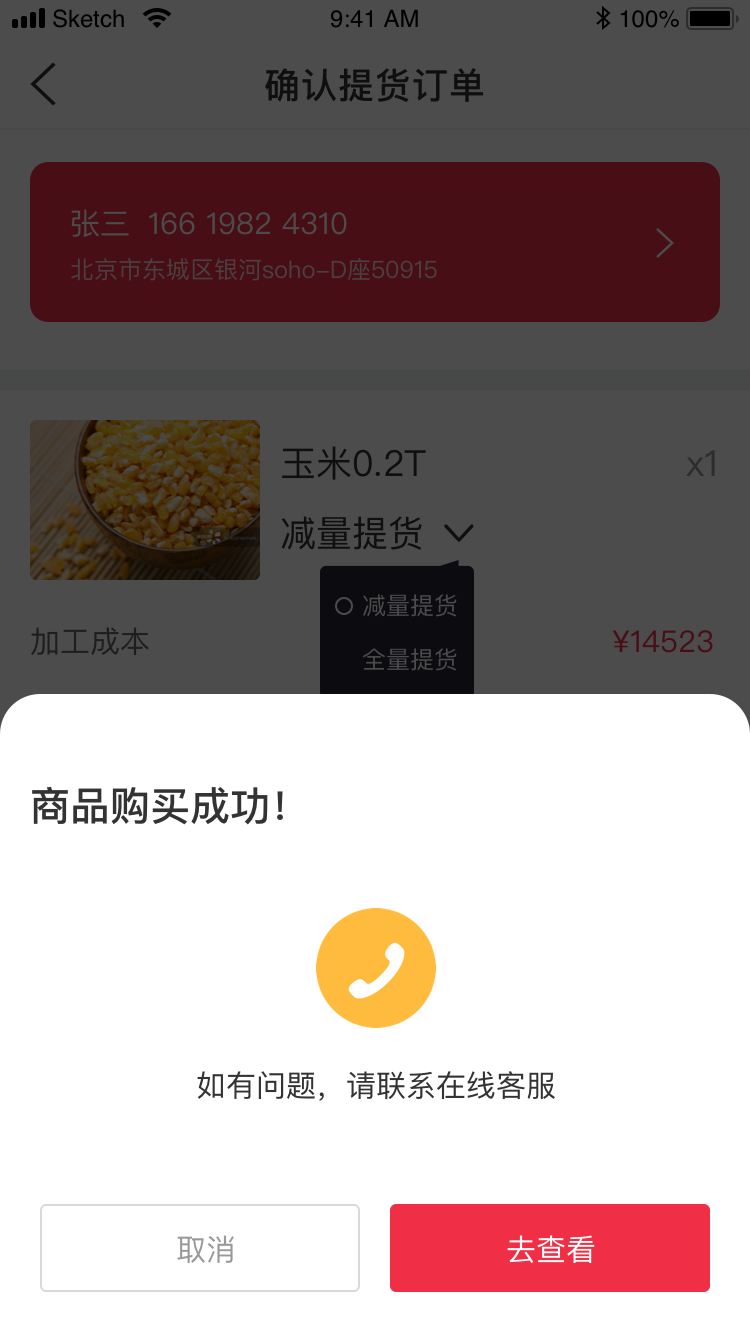 Sketch 9:41 AM 100%
确认提货订单
张三 166 1982 4310
北京市东城区银河soho-D座50915
玉米0.2T x1
减量提货
减量提货
全量提货
加工成本 ¥14523
商品购买成功!
如有问题，请联系在线客服
取消 去查看